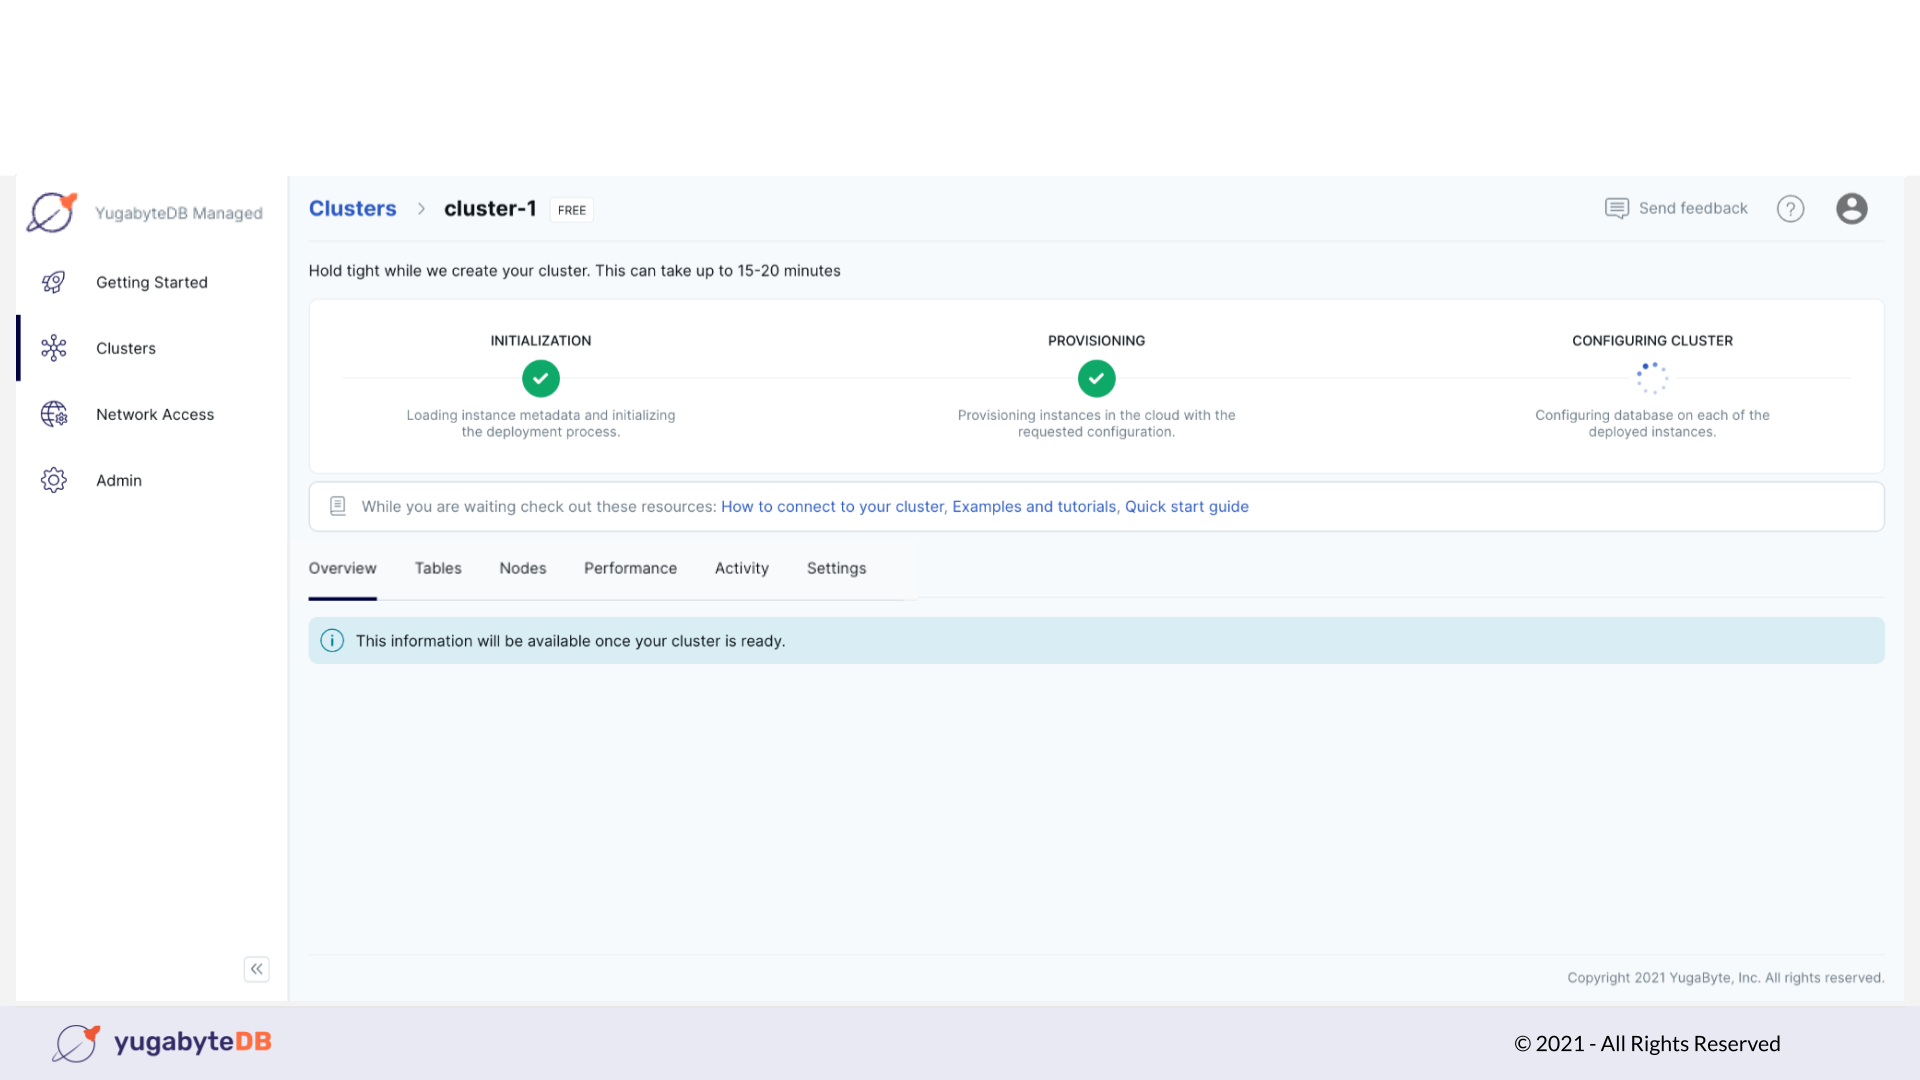 YugabyteDB Managed
Getting Started
Clusters
Network Access
Admin
Clusters > cluster-1 FREE
Send feedback ?
Hold tight while we create your cluster. This can take up to 15-20 minutes
INITIALIZATION
Loading instance metadata and initializing
the deployment process.
PROVISIONING
Provisioning instances in the cloud with the
requested configuration.
CONFIGURING CLUSTER
Configuring database on each of the
deployed instances.
While you are waiting check out these resources: How to connect to your cluster, Examples and tutorials, Quick start guide
Overview Tables Nodes Performance Activity Settings
This information will be available once your cluster is ready.
Copyright 2021 YugaByte, Inc. All rights reserved.
yugabyteDB
© 2021 - All Rights Reserved